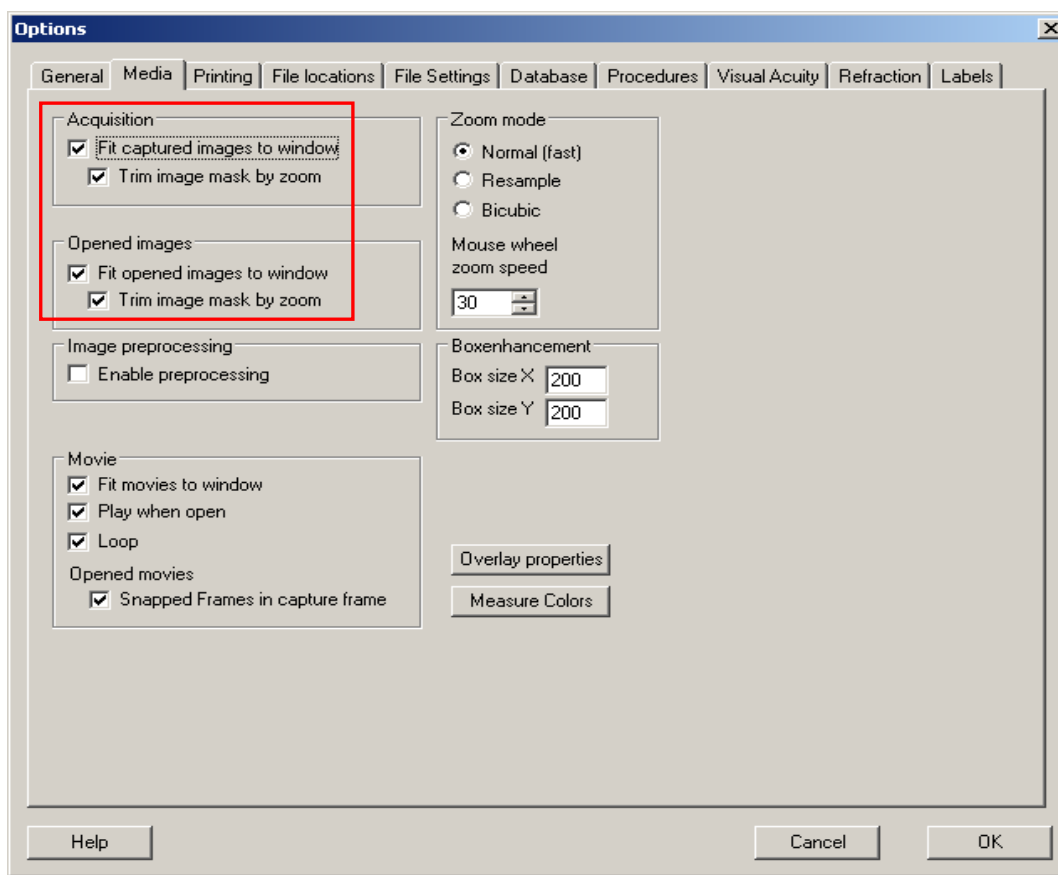 Options
General Media Printing File locations File Settings Database Procedures Visual Acuity Refraction Labels
Acquisition
Fit captured images to window
Trim image mask by zoom
Opened images
Fit opened images to window
Trim image mask by zoom
Image preprocessing
Enable preprocessing
Movie
Fit movies to window
Play when open
Loop
Opened movies
Snapped Frames in capture frame
Zoom mode
Normal (fast)
Resample
Bicubic
Mouse wheel
zoom speed
30
Boxenhancement
Box size X 200
Box size Y 200
Overlay properties
Measure Colors
Help Cancel OK